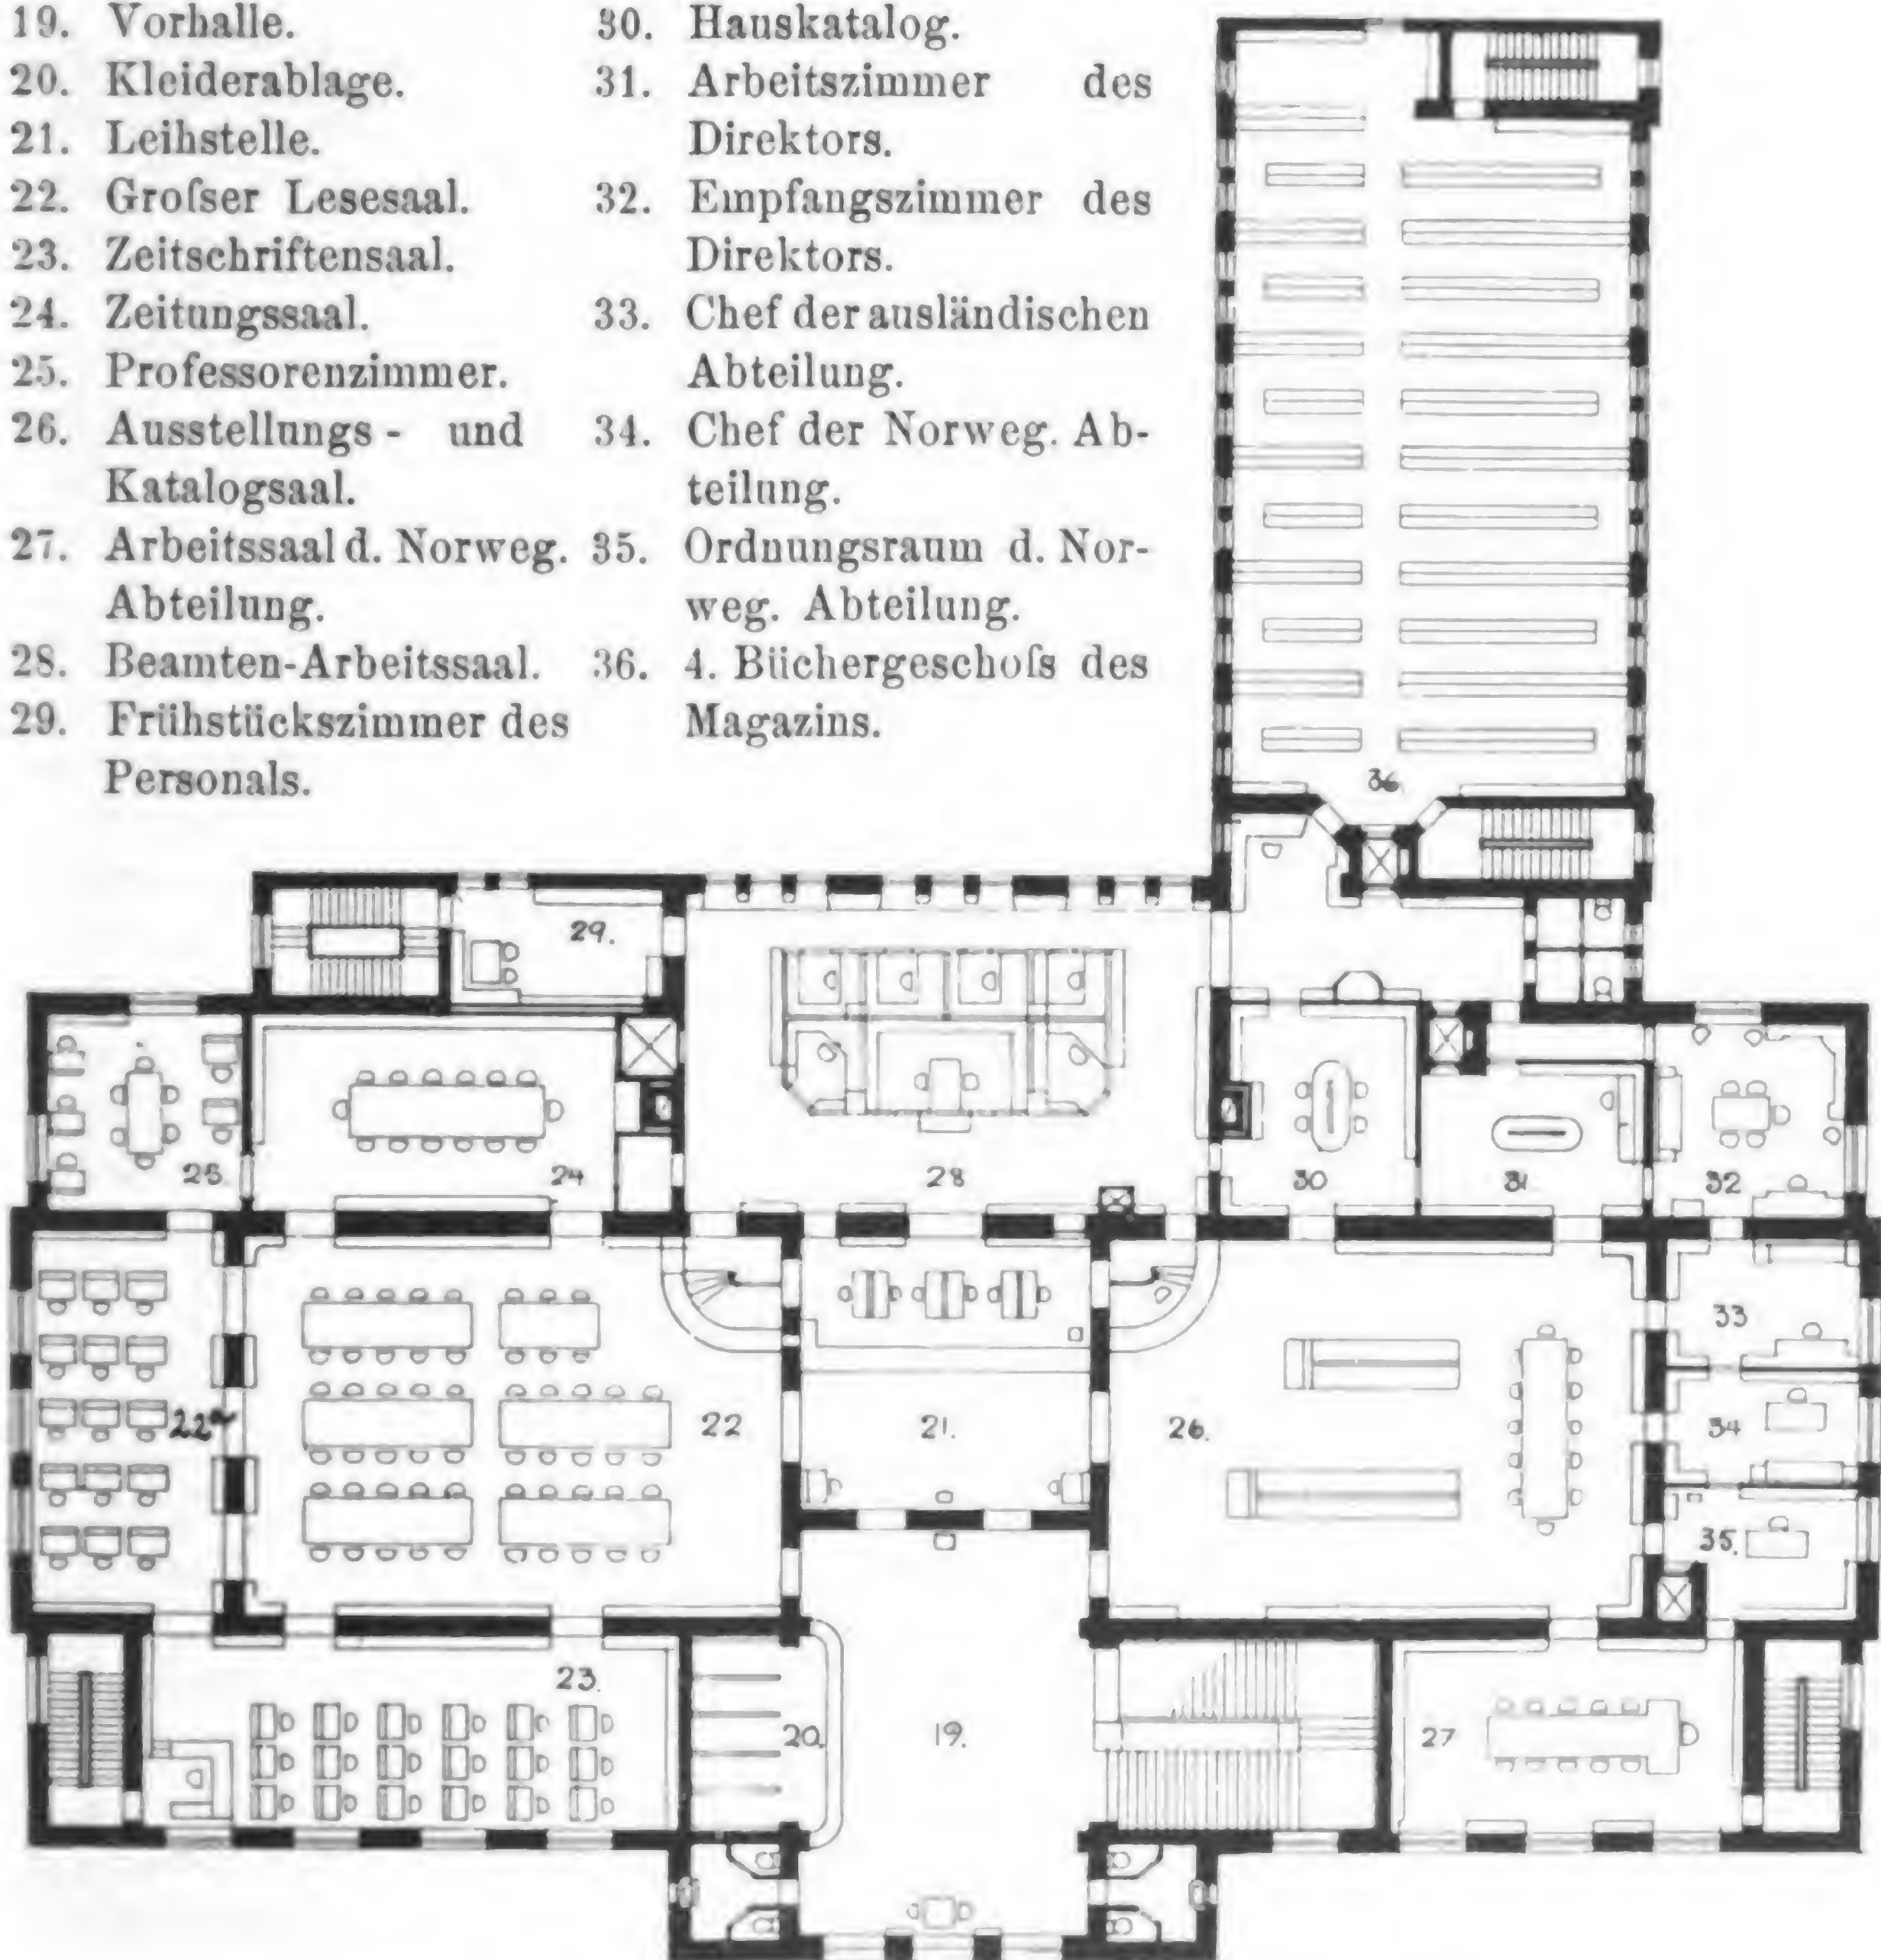 19. Vorhalle.
20. Kleiderablage.
21. Leihstelle.
22. Groſser Lesesaal.
23. Zeitschriftensaal.
24. Zeitungssaal.
25. Professorenzimmer.
26. Ausstellungs- und
Katalogsaal.
27. Arbeitssaal d. Norweg.
Abteilung.
28. Beamten-Arbeitssaal.
29. Frühstückszimmer des
Personals.
30. Hauskatalog.
31. Arbeitszimmer des
Direktors.
32. Empfangszimmer des
Direktors.
33. Chef der ausländischen
Abteilung.
34. Chef der Norweg. Ab-
teilung.
35. Ordnungsraum d. Nor-
weg. Abteilung.
36. 4. Büchergeschoſs des
Magazins.
36.
29.
25.
24
28
30
31
32
33
22a
22
21.
26.
34
35.
23.
20.
19.
27